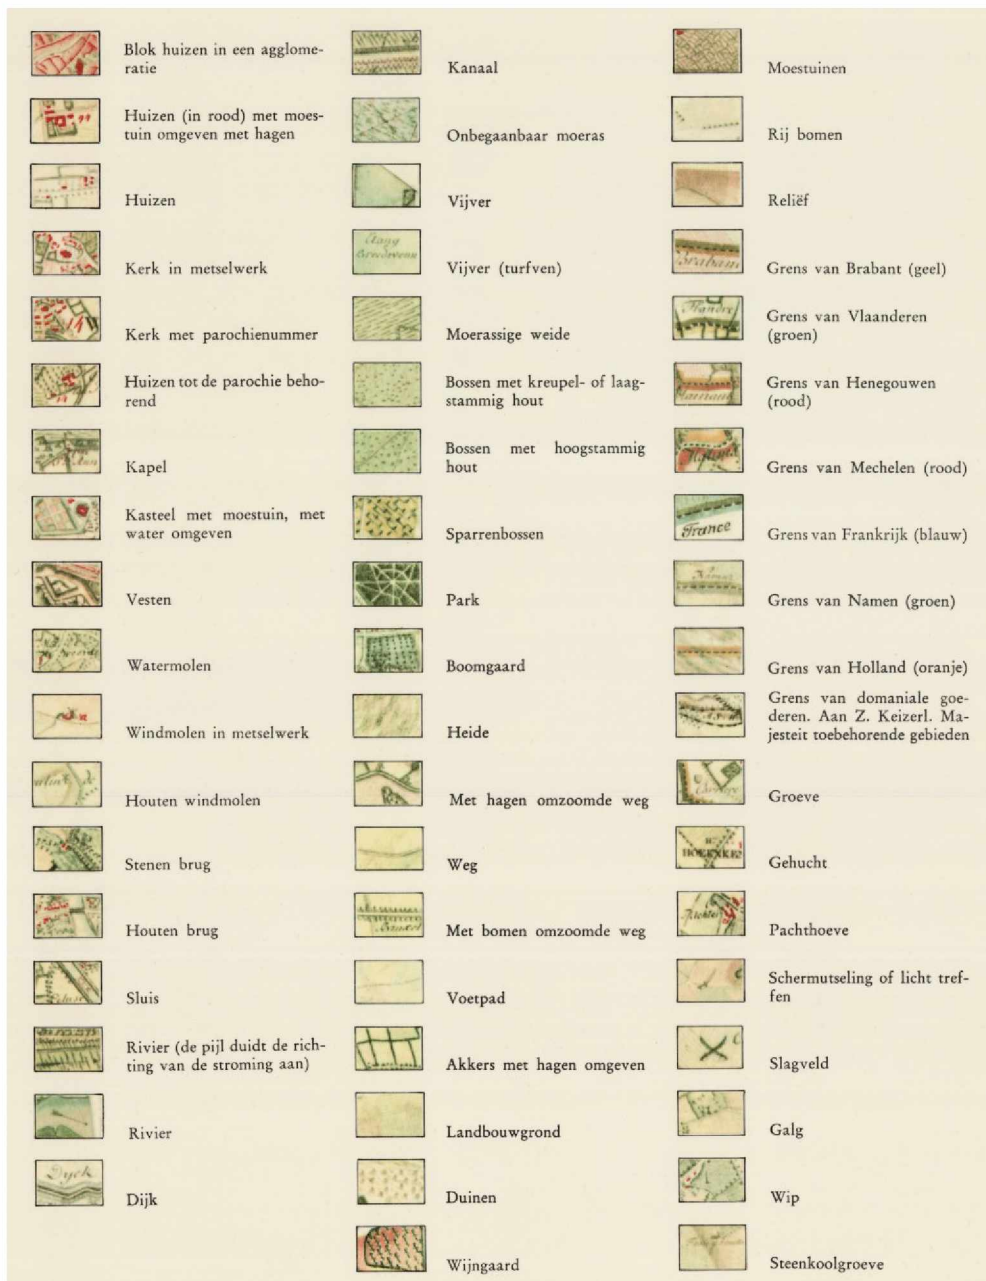 Blok huizen in een agglome-
ratie
Huizen (in rood) met moes-
tuin omgeven met hagen
Huizen
Kerk in metselwerk
Kerk met parochienummer
Huizen tot de parochie beho-
rend
Kapel
Kasteel met moestuin, met
water omgeven
Vesten
Watermolen
Windmolen in metselwerk
Houten windmolen
Stenen brug
Houten brug
Sluis
Rivier (de pijl duidt de rich-
ting van de stroming aan)
Rivier
Dyck
Dijk
Kanaal
Onbegaanbaar moeras
Vijver
Etang
Vijver (turfven)
Moerassige weide
Bossen met kreupel- of laag-
stammig hout
Bossen met hoogstammig
hout
Sparrenbossen
Park
Boomgaard
Heide
Met hagen omzoomde weg
Weg
Met bomen omzoomde weg
Voetpad
Akkers met hagen omgeven
Landbouwgrond
Duinen
Wijngaard
Moestuinen
Rij bomen
Reliëf
Brabant
Grens van Brabant (geel)
Flandre
Grens van Vlaanderen
(groen)
Grens van Henegouwen
(rood)
Grens van Mechelen (rood)
France
Grens van Frankrijk (blauw)
Namur
Grens van Namen (groen)
Grens van Holland (oranje)
Grens van domaniale goe-
deren. Aan Z. Keizerl. Ma-
jesteit toebehorende gebieden
Groeve
Gehucht
Pachthoeve
Schermutseling of licht tref-
fen
Slagveld
Galg
Wip
Steenkoolgroeve